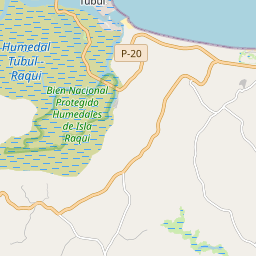 Tubul
P-20
Humedal
Tubul-
Raqui
Bien Nacional
Protegido
Humedales
de Isla
Raqui